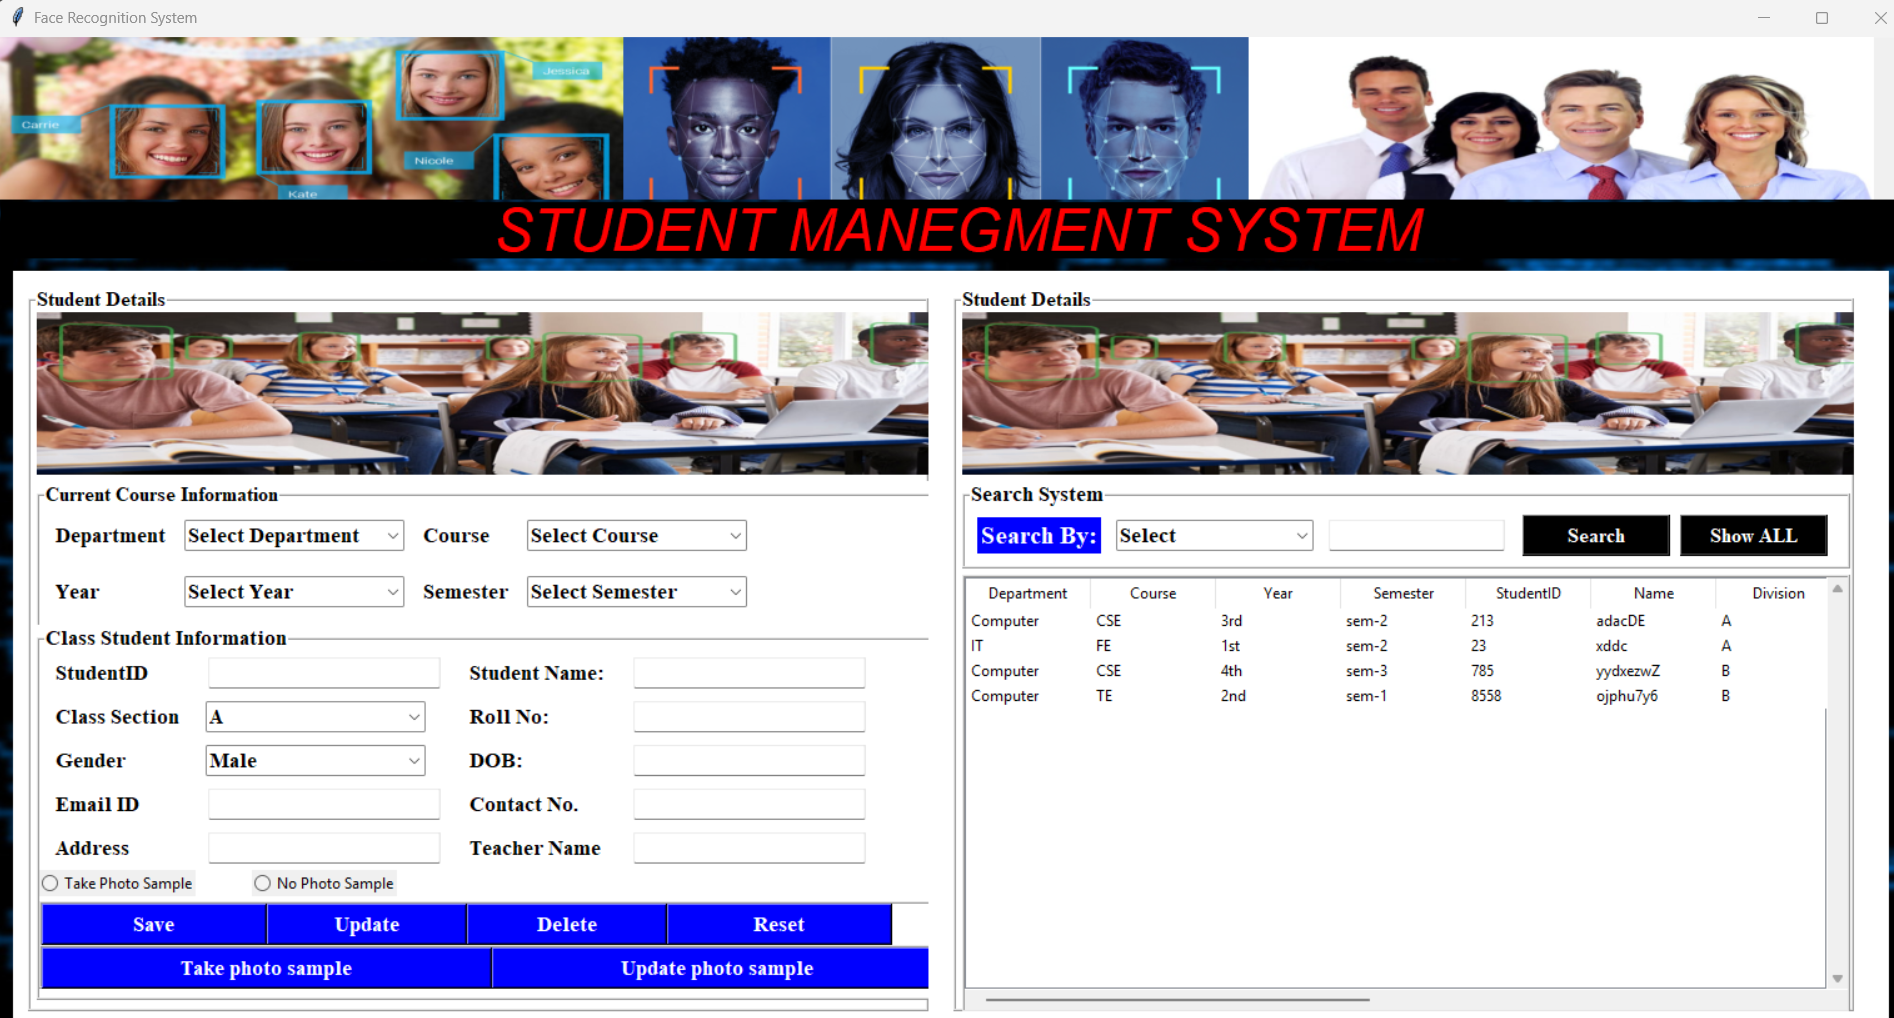 Face Recognition System
Jessica
Carrie
Nicole
Kate
STUDENT MANEGMENT SYSTEM
Student Details
Current Course Information
Department Select Department Course Select Course
Year Select Year Semester Select Semester
Class Student Information
StudentID Student Name:
Class Section A Roll No:
Gender Male DOB:
Email ID Contact No.
Address Teacher Name
Take Photo Sample No Photo Sample
Save Update Delete Reset
Take photo sample Update photo sample
Student Details
Search System
Search By: Select Search Show ALL
Department Course Year Semester StudentID Name Division
Computer CSE 3rd sem-2 213 adacDE A
IT FE 1st sem-2 23 xddc A
Computer CSE 4th sem-3 785 yydxezwZ B
Computer TE 2nd sem-1 8558 ojphu7y6 B